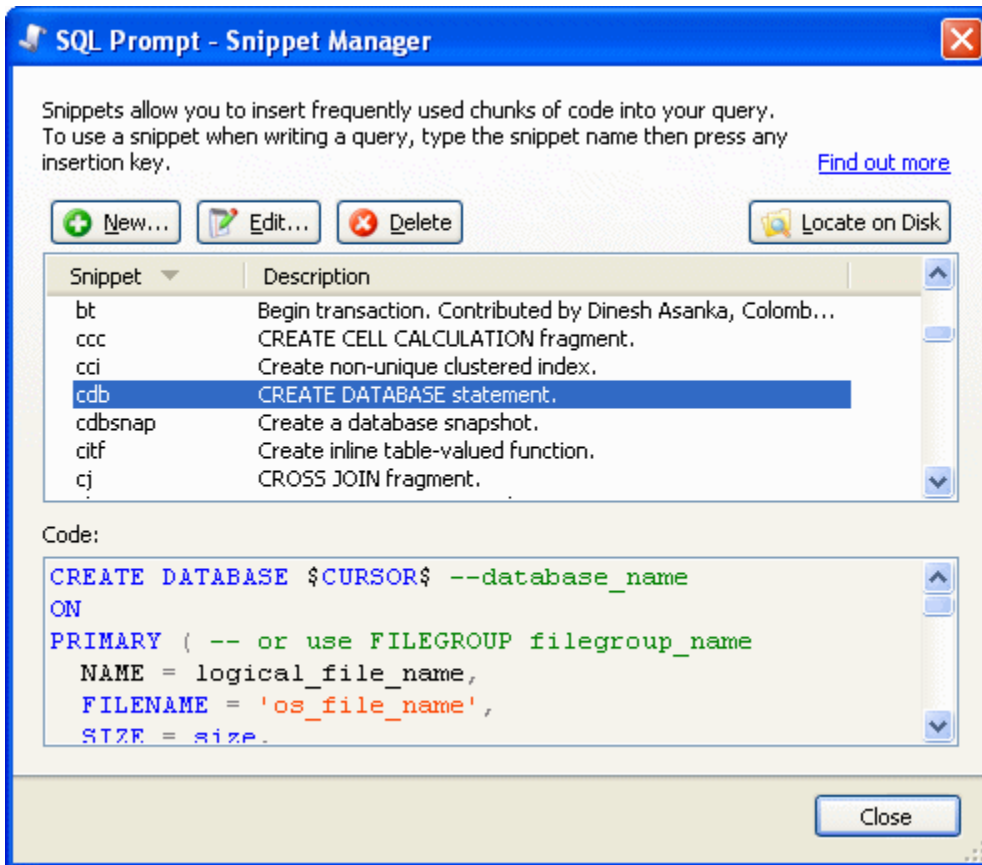 SQL Prompt - Snippet Manager
Snippets allow you to insert frequently used chunks of code into your query.
To use a snippet when writing a query, type the snippet name then press any
insertion key.
Find out more
New... Edit... Delete Locate on Disk
Snippet Description
bt Begin transaction. Contributed by Dinesh Asanka, Colomb...
ccc CREATE CELL CALCULATION fragment.
cci Create non-unique clustered index.
cdb CREATE DATABASE statement.
cdbsnap Create a database snapshot.
citf Create inline table-valued function.
cj CROSS JOIN fragment.
Code:
CREATE DATABASE $CURSOR$ --database_name
ON
PRIMARY ( -- or use FILEGROUP filegroup_name
NAME = logical_file_name,
FILENAME = 'os_file_name',
SIZE = size,
Close